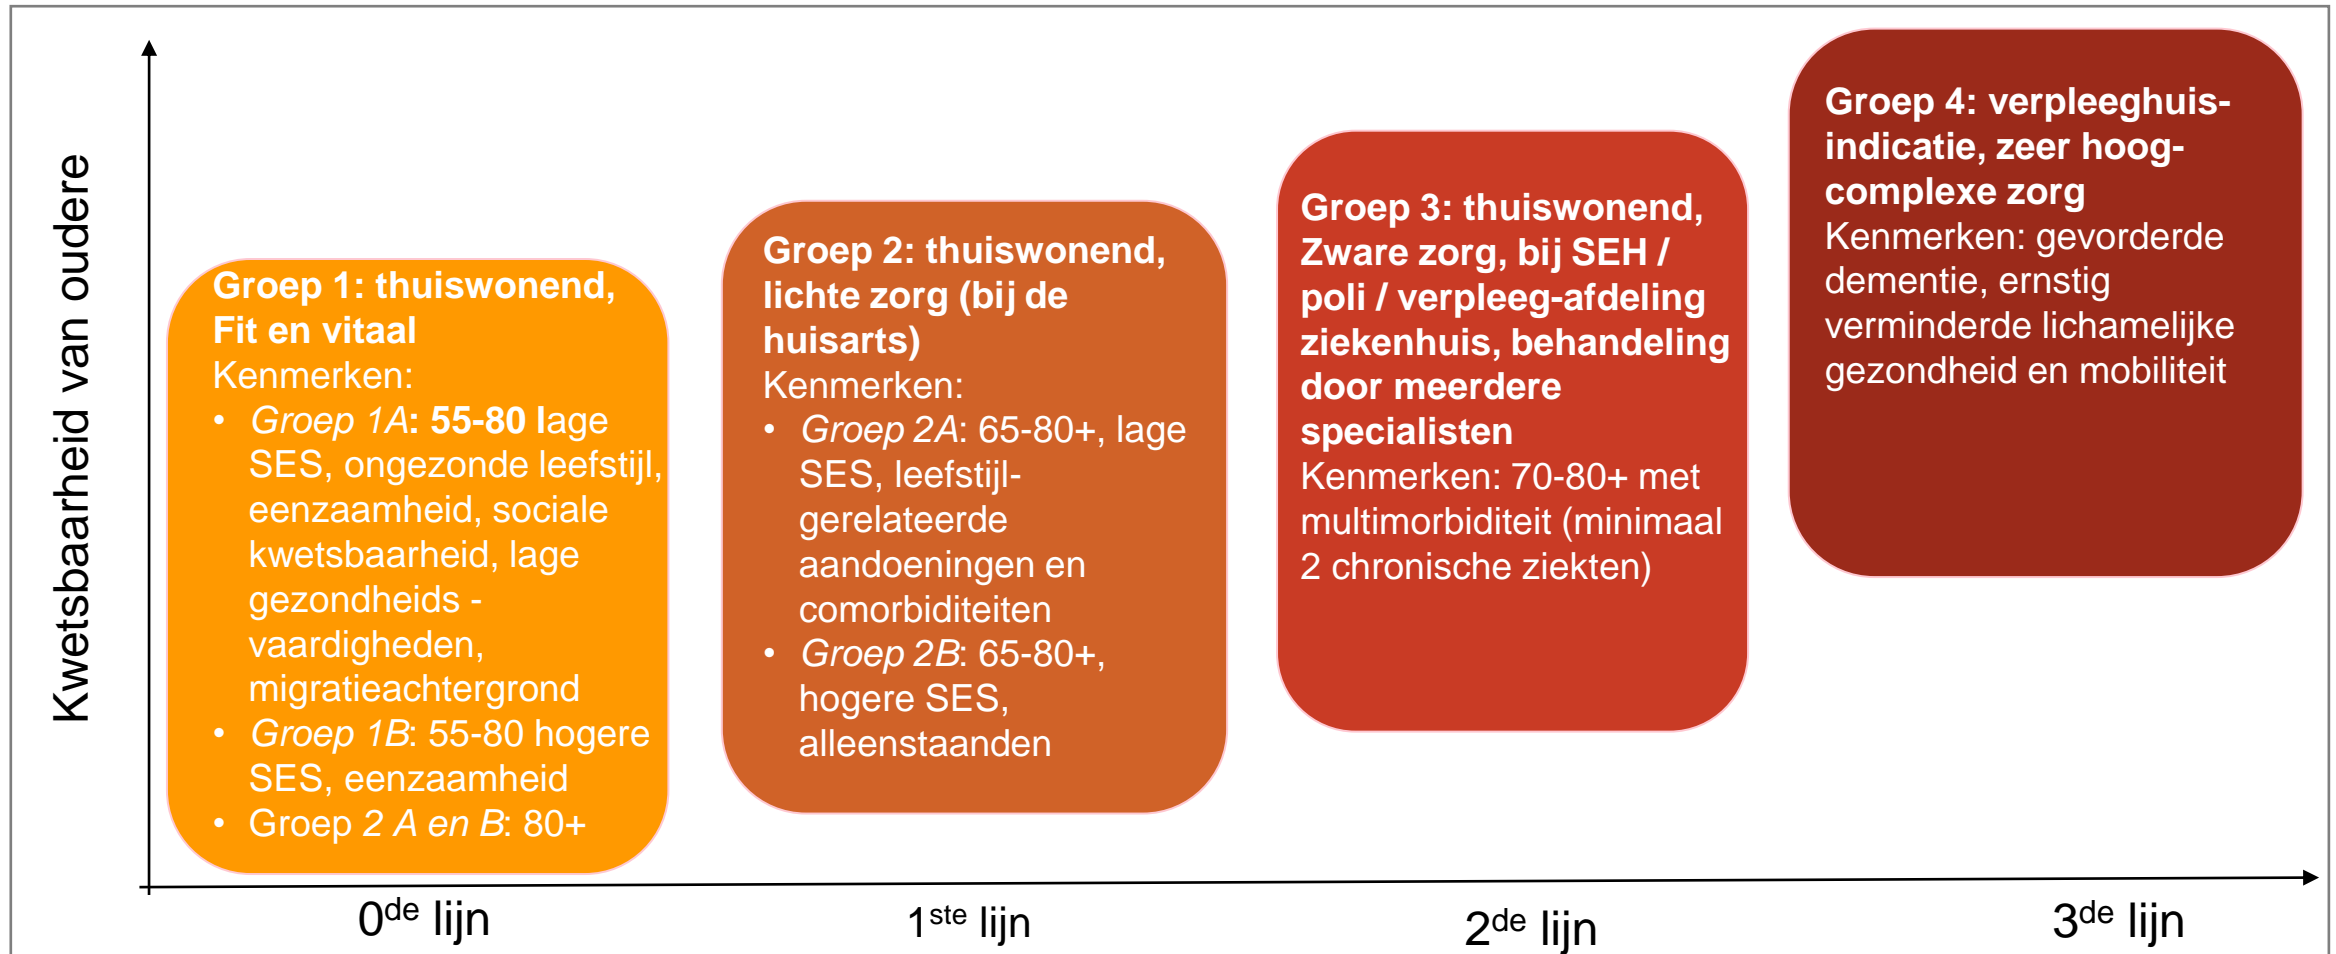 Kwetsbaarheid van oudere
Groep 1: thuiswonend,
Fit en vitaal
Kenmerken:
• Groep 1A: 55-80 lage
SES, ongezonde leefstijl,
eenzaamheid, sociale
kwetsbaarheid, lage
gezondheids -
vaardigheden,
migratieachtergrond
• Groep 1B: 55-80 hogere
SES, eenzaamheid
• Groep 2 A en B: 80+
Groep 2: thuiswonend,
lichte zorg (bij de
huisarts)
Kenmerken:
• Groep 2A: 65-80+, lage
SES, leefstijl-
gerelateerde
aandoeningen en
comorbiditeiten
• Groep 2B: 65-80+,
hogere SES,
alleenstaanden
Groep 3: thuiswonend,
Zware zorg, bij SEH /
poli / verpleeg-afdeling
ziekenhuis, behandeling
door meerdere
specialisten
Kenmerken: 70-80+ met
multimorbiditeit (minimaal
2 chronische ziekten)
Groep 4: verpleeghuis-
indicatie, zeer hoog-
complexe zorg
Kenmerken: gevorderde
dementie, ernstig
verminderde lichamelijke
gezondheid en mobiliteit
0de lijn
1ste lijn
2de lijn
3de lijn